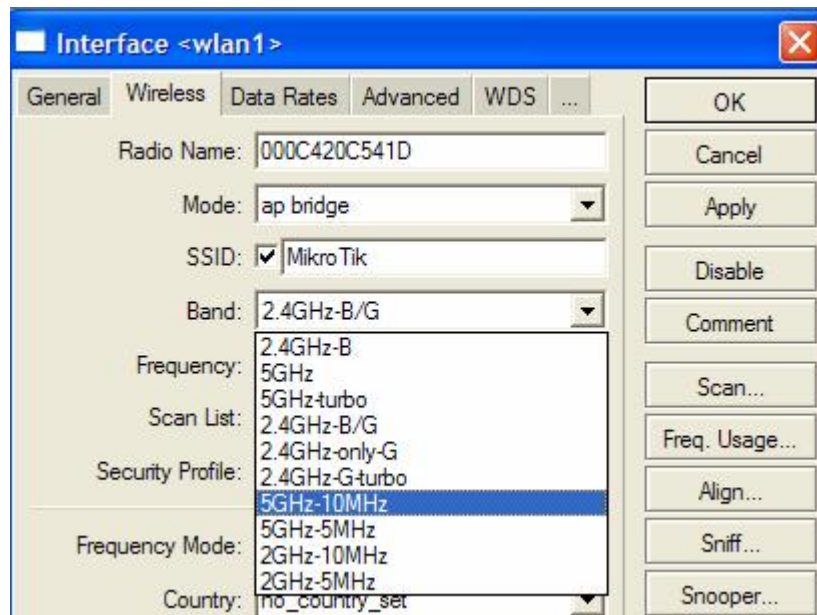 Interface <wlan1>
General Wireless Data Rates Advanced WDS ...
Radio Name: 000C420C541D
Mode: ap bridge
SSID: MikroTik
Band: 2.4GHz-B/G
2.4GHz-B
Frequency:
5GHz
5GHz-turbo
Scan List:
2.4GHz-B/G
2.4GHz-only-G
Security Profile:
2.4GHz-G-turbo
5GHz-10MHz
5GHz-5MHz
Frequency Mode:
2GHz-10MHz
2GHz-5MHz
Country: no_country_set
OK
Cancel
Apply
Disable
Comment
Scan...
Freq. Usage...
Align...
Sniff...
Snooper...